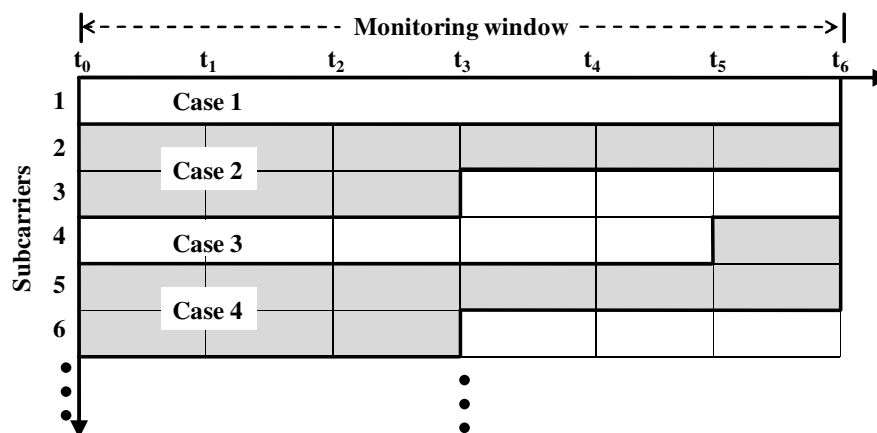 Monitoring window
t₀ t₁ t₂ t₃ t₄ t₅ t₆
Subcarriers
1 Case 1
2
Case 2
3
4 Case 3
5
Case 4
6